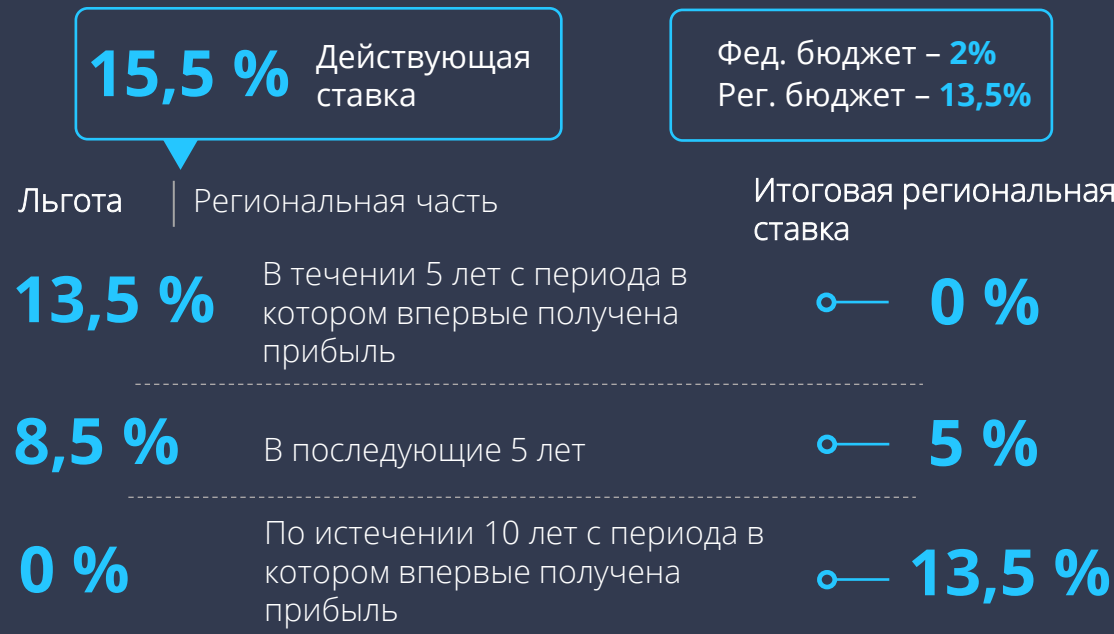 15,5 % Действующая
ставка
Фед. бюджет – 2%
Рег. бюджет – 13,5%
Льгота
Региональная часть
Итоговая региональная
ставка
13,5 %
В течении 5 лет с периода в
котором впервые получена
прибыль
0 %
8,5 %
В последующие 5 лет
5 %
0 %
По истечении 10 лет с периода в
котором впервые получена
прибыль
13,5 %